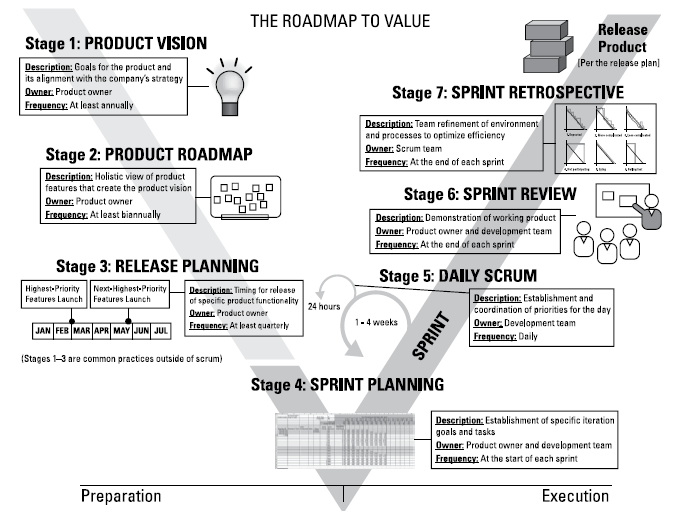 THE ROADMAP TO VALUE
Stage 1: PRODUCT VISION
Description: Goals for the product and
its alignment with the company's strategy
Owner: Product owner
Frequency: At least annually
Stage 2: PRODUCT ROADMAP
Description: Holistic view of product
features that create the product vision
Owner: Product owner
Frequency: At least biannually
Stage 3: RELEASE PLANNING
Highest•Priority
Features Launch
Next•Highest•Priority
Features Launch
JAN FEB MAR APR MAY JUN JUL
Description: Timing for release
of specific product functionality
Owner: Product owner
Frequency: At least quarterly
(Stages 1–3 are common practices outside of scrum)
Stage 4: SPRINT PLANNING
Description: Establishment of specific iteration
goals and tasks
Owner: Product owner and development team
Frequency: At the start of each sprint
24 hours
1 - 4 weeks
SPRINT
Stage 5: DAILY SCRUM
Description: Establishment and
coordination of priorities for the day
Owner: Development team
Frequency: Daily
Stage 6: SPRINT REVIEW
Description: Demonstration of working product
Owner: Product owner and development team
Frequency: At the end of each sprint
Stage 7: SPRINT RETROSPECTIVE
Description: Team refinement of environment
and processes to optimize efficiency
Owner: Scrum team
Frequency: At the end of each sprint
Release
Product
[Per the release plan]
Preparation
Execution